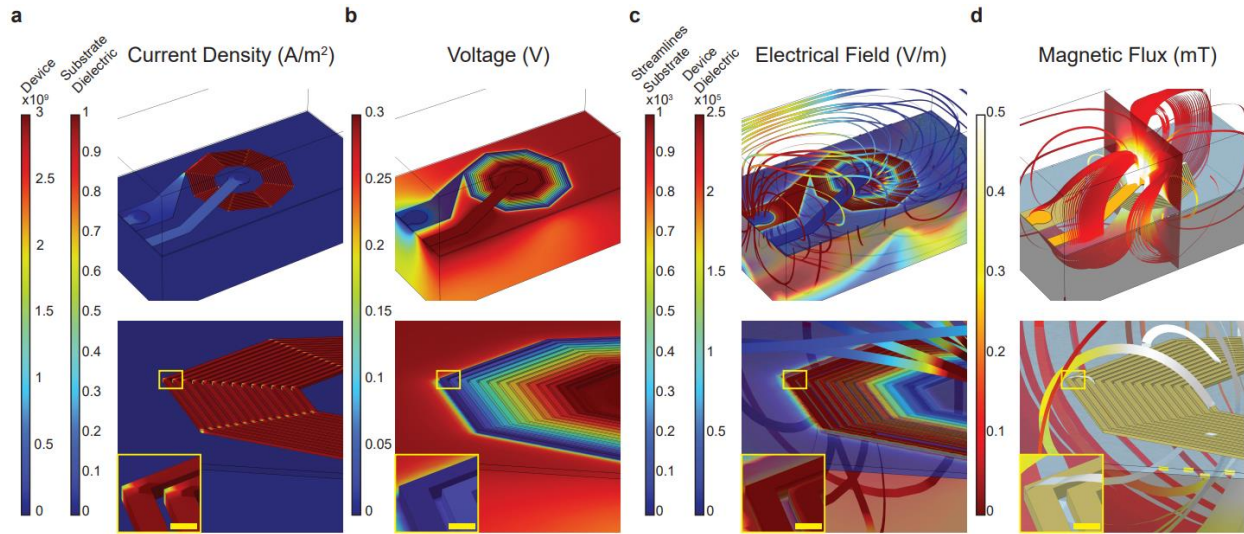 a
b
c
d
Current Density (A/m²)
Voltage (V)
Electrical Field (V/m)
Magnetic Flux (mT)
Device
x10⁹
3
2.5
2
1.5
1
0.5
0
Substrate
Dielectric
1
0.9
0.8
0.7
0.6
0.5
0.4
0.3
0.2
0.1
0
0.3
0.25
0.2
0.1
0.05
0
Streamlines
Substrate
x10³
1
0.9
0.8
0.7
0.6
0.5
0.4
0.3
0.2
0.1
0
Device
Dielectric
x10⁵
2.5
2
1.5
1
0.5
0
0.5
0.4
0.3
0.2
0.1
0